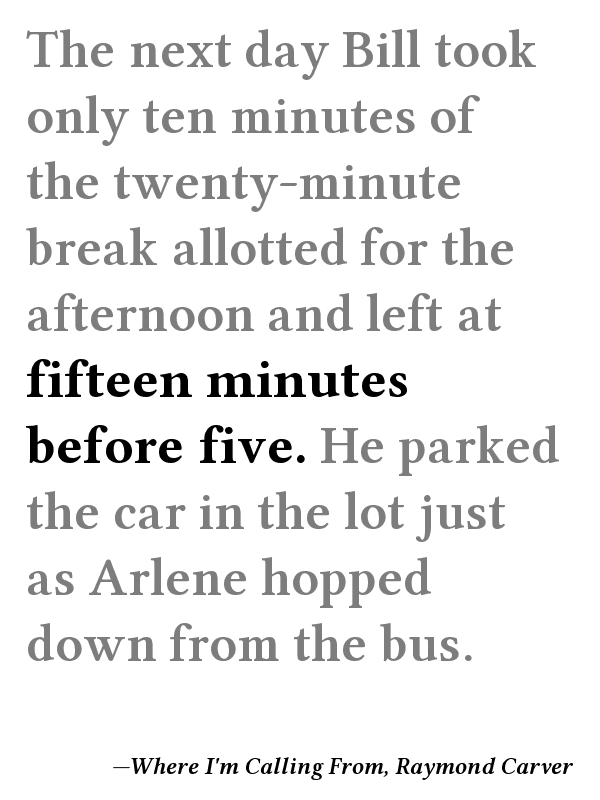 The next day Bill took
only ten minutes of
the twenty-minute
break allotted for the
afternoon and left at
fifteen minutes
before five. He parked
the car in the lot just
as Arlene hopped
down from the bus.
—Where I'm Calling From, Raymond Carver